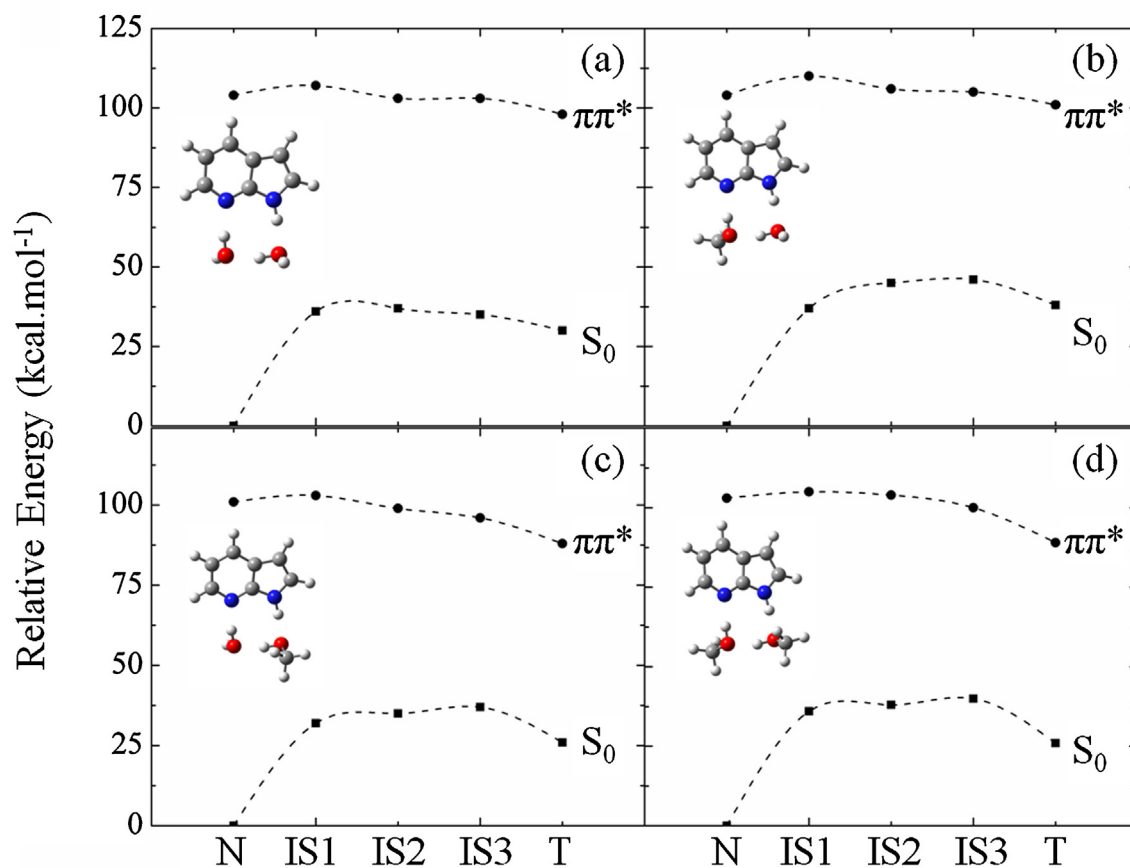 Relative Energy (kcal.mol⁻¹)
125
100
75
50
25
0
(a)
ππ*
S₀
(b)
ππ*
S₀
100
75
50
25
0
(c)
ππ*
S₀
(d)
ππ*
S₀
N IS1 IS2 IS3 T
N IS1 IS2 IS3 T